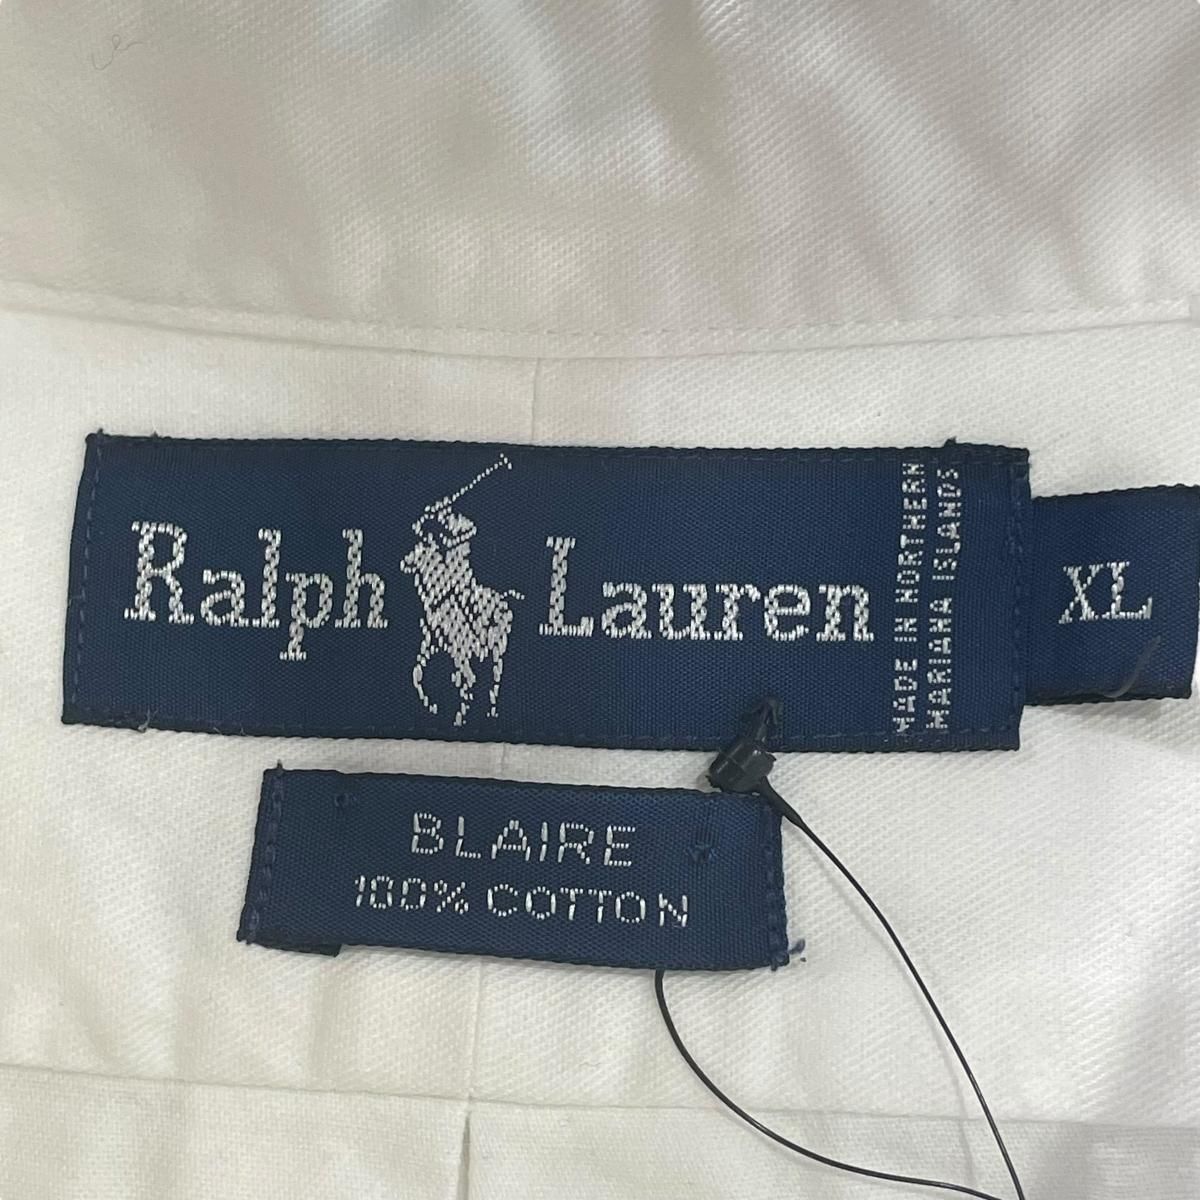 Ralph Lauren
MADE IN NORTHERN
MARIANA ISLANDS
XL
BLAIRE
100% COTTON